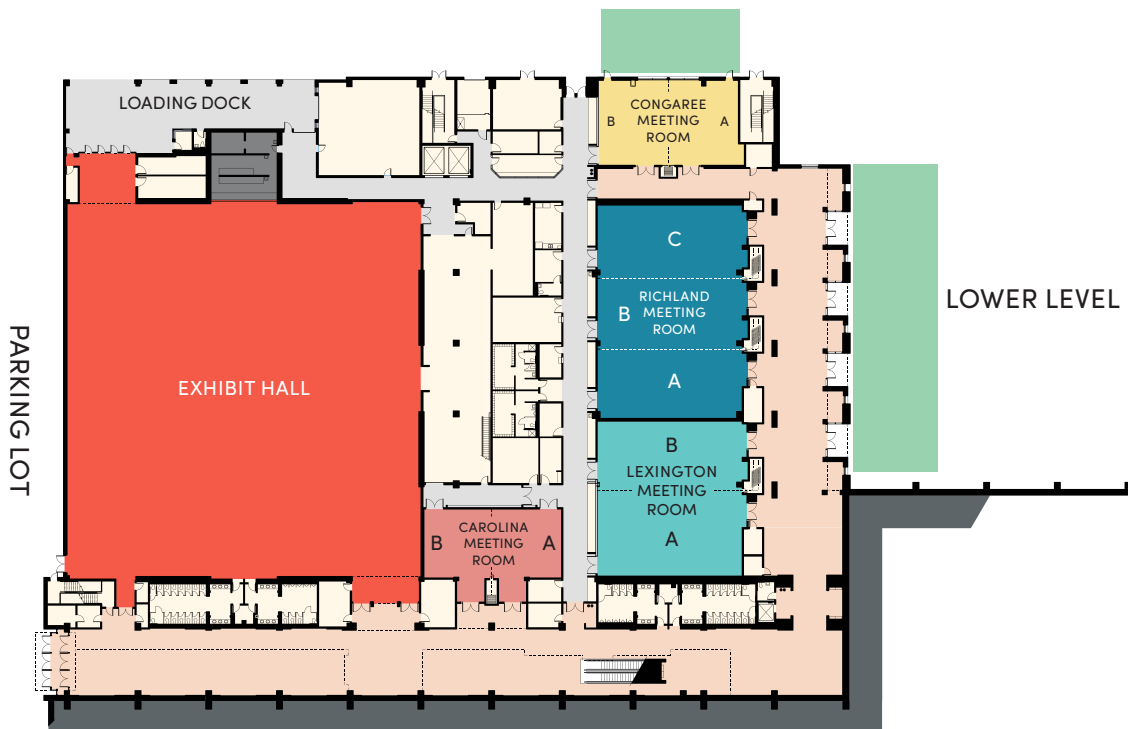 LOADING DOCK
CONGAREE
MEETING
ROOM
B
A
C
RICHLAND
MEETING
ROOM
B
A
LOWER LEVEL
PARKING LOT
EXHIBIT HALL
B
LEXINGTON
MEETING
ROOM
A
CAROLINA
MEETING
ROOM
B
A